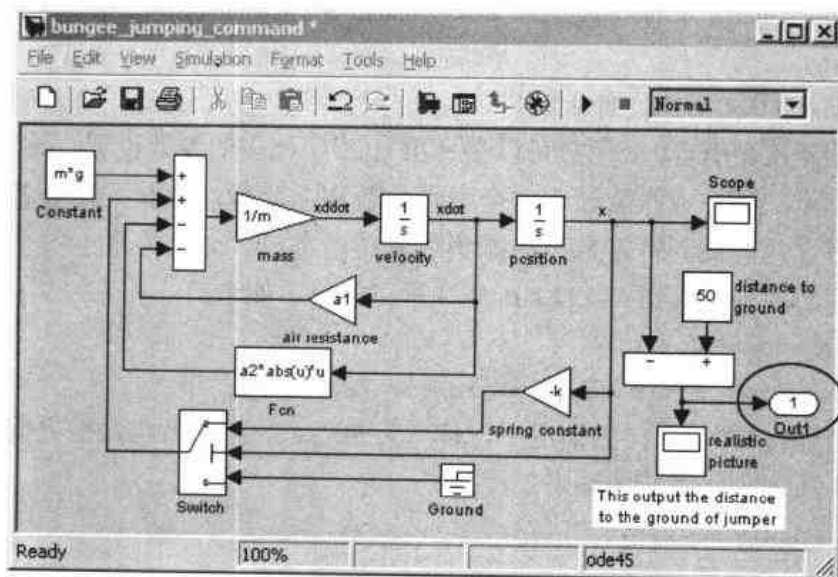 bungee_jumping_command *
File Edit View Simulation Format Tools Help
Normal
m*g
Constant
+
+
−
−
1/m
mass
xddot
1
s
velocity
xdot
1
s
position
x
Scope
50
distance to
ground
a1
air resistance
a2*abs(u)*u
Fcn
-k
spring constant
− +
1
Out1
realistic
picture
Switch
Ground
This output the distance
to the ground of jumper
Ready
100%
ode45